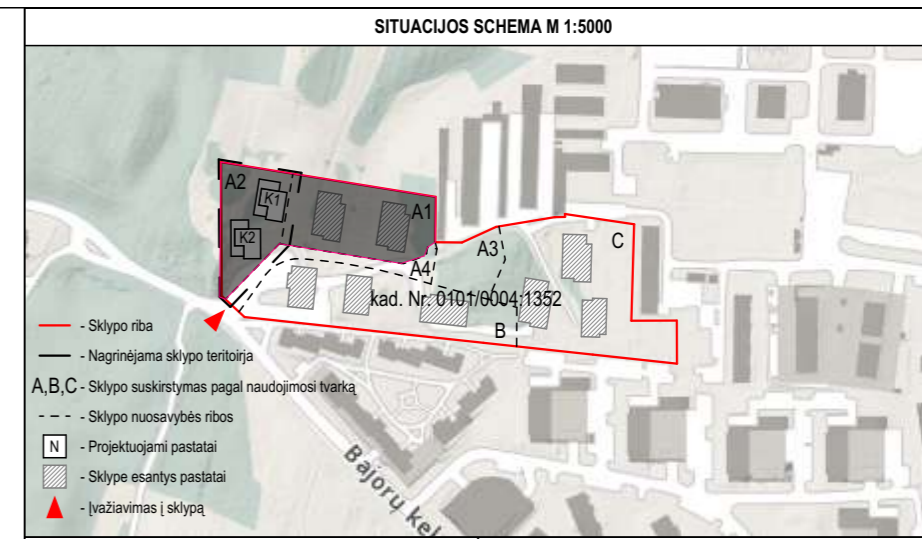 SITUACIJOS SCHEMA M 1:5000
A2
K1
K2
A1
A3
A4
C
kad. Nr. 0101/0004:1352
B
- Sklypo riba
- Nagrinėjama sklypo teritoirja
A,B,C - Sklypo suskirstymas pagal naudojimosi tvarką
- Sklypo nuosavybės ribos
N - Projektuojami pastatai
- Sklype esantys pastatai
- Įvažiavimas į sklypą
Bajorų kel